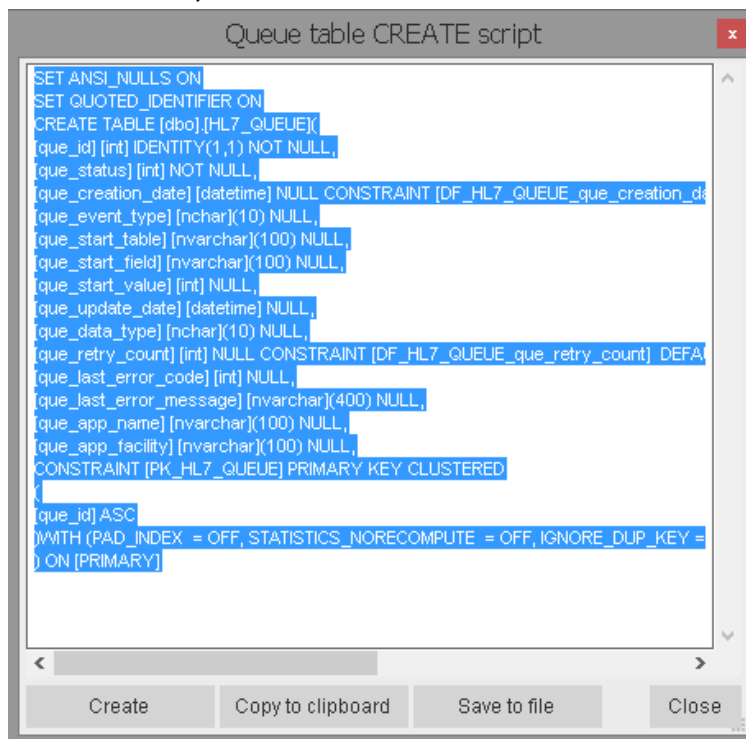 Queue table CREATE script
x
SET ANSI_NULLS ON
SET QUOTED_IDENTIFIER ON
CREATE TABLE [dbo].[HL7_QUEUE](
[que_id] [int] IDENTITY(1,1) NOT NULL,
[que_status] [int] NOT NULL,
[que_creation_date] [datetime] NULL CONSTRAINT [DF_HL7_QUEUE_que_creation_da
[que_event_type] [nchar](10) NULL,
[que_start_table] [nvarchar](100) NULL,
[que_start_field] [nvarchar](100) NULL,
[que_start_value] [int] NULL,
[que_update_date] [datetime] NULL,
[que_data_type] [nchar](10) NULL,
[que_retry_count] [int] NULL CONSTRAINT [DF_HL7_QUEUE_que_retry_count]  DEFAU
[que_last_error_code] [int] NULL,
[que_last_error_message] [nvarchar](400) NULL,
[que_app_name] [nvarchar](100) NULL,
[que_app_facility] [nvarchar](100) NULL,
CONSTRAINT [PK_HL7_QUEUE] PRIMARY KEY CLUSTERED
(
[que_id] ASC
)WITH (PAD_INDEX  = OFF, STATISTICS_NORECOMPUTE  = OFF, IGNORE_DUP_KEY =
) ON [PRIMARY]
Create Copy to clipboard Save to file Close